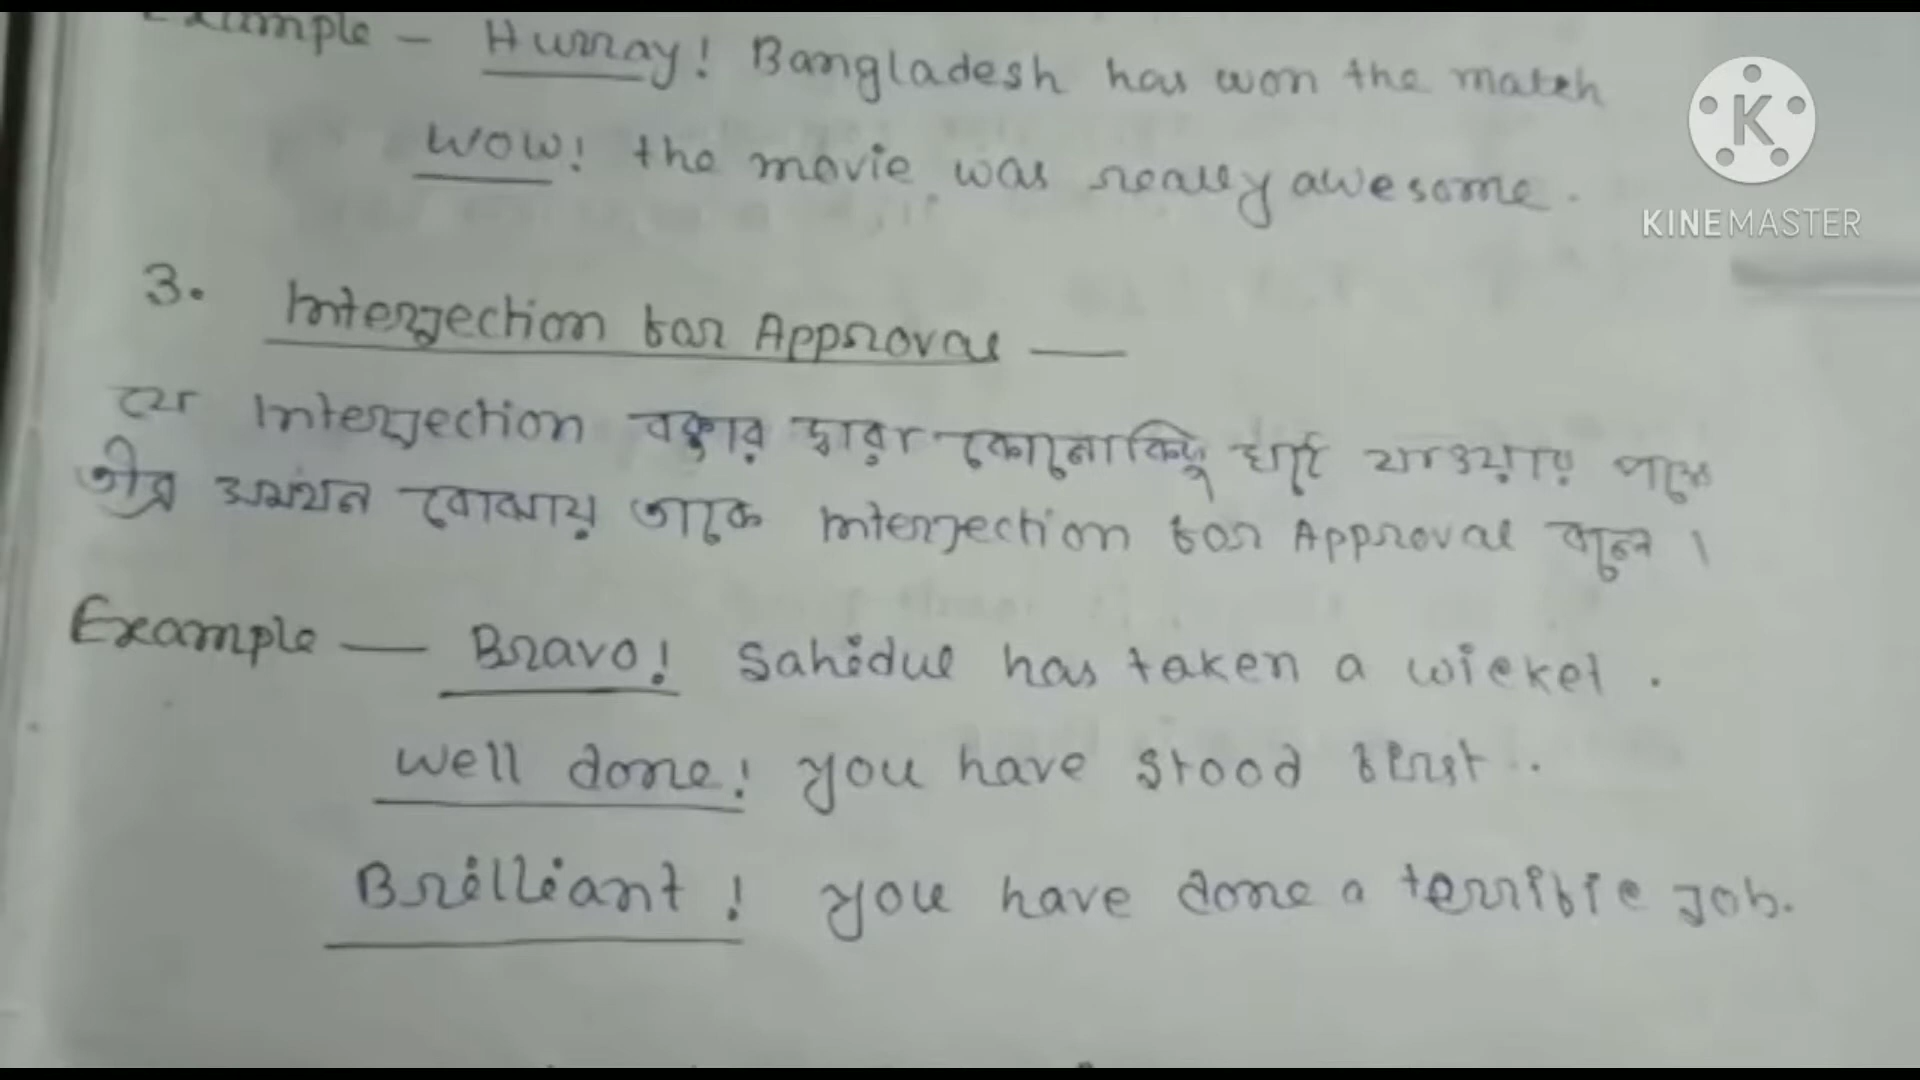 Example – Hurray! Bangladesh has won the match
Wow! the movie was really awesome.
KINEMASTER
3. Interjection for Approval —
যে Interjection বক্তার দ্বারা কোনোকিছু ঘটে যাওয়ার পক্ষে
তীব্র সমর্থন বোঝায় তাকে Interjection for Approval বলে।
Example — Bravo! Sahidul has taken a wicket.
Well done! you have stood first.
Brilliant! you have done a terrible job.